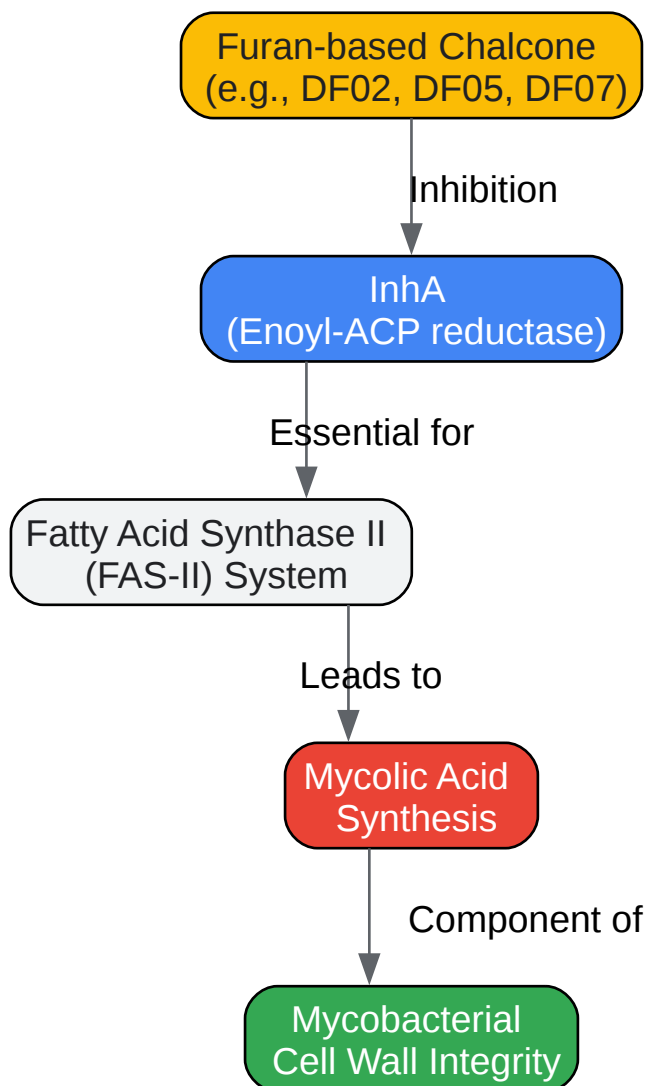 Furan-based Chalcone
(e.g., DF02, DF05, DF07)
Inhibition
InhA
(Enoyl-ACP reductase)
Essential for
Fatty Acid Synthase II
(FAS-II) System
Leads to
Mycolic Acid
Synthesis
Component of
Mycobacterial
Cell Wall Integrity